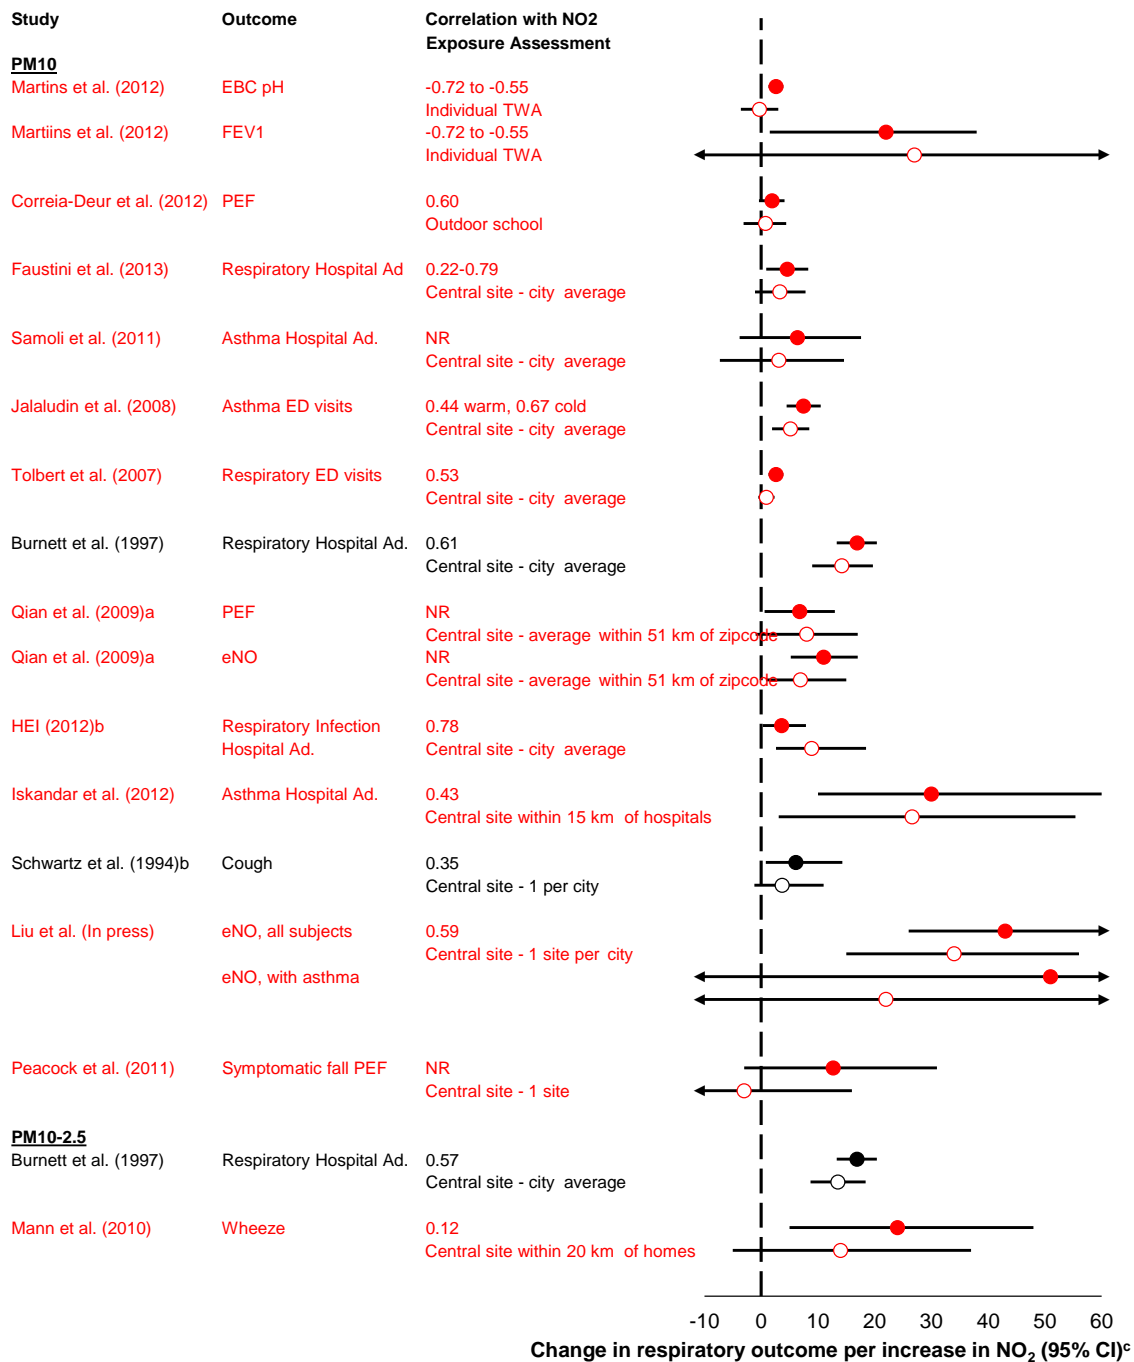 Study Outcome Correlation with NO2
Exposure Assessment
PM10
Martins et al. (2012) EBC pH -0.72 to -0.55
Individual TWA
Martiins et al. (2012) FEV1 -0.72 to -0.55
Individual TWA
Correia-Deur et al. (2012) PEF 0.60
Outdoor school
Faustini et al. (2013) Respiratory Hospital Ad 0.22-0.79
Central site - city average
Samoli et al. (2011) Asthma Hospital Ad. NR
Central site - city average
Jalaludin et al. (2008) Asthma ED visits 0.44 warm, 0.67 cold
Central site - city average
Tolbert et al. (2007) Respiratory ED visits 0.53
Central site - city average
Burnett et al. (1997) Respiratory Hospital Ad. 0.61
Central site - city average
Qian et al. (2009)a PEF NR
Central site - average within 51 km of zipcode
Qian et al. (2009)a eNO NR
Central site - average within 51 km of zipcode
HEI (2012)b Respiratory Infection 0.78
Hospital Ad. Central site - city average
Iskandar et al. (2012) Asthma Hospital Ad. 0.43
Central site within 15 km of hospitals
Schwartz et al. (1994)b Cough 0.35
Central site - 1 per city
Liu et al. (In press) eNO, all subjects 0.59
Central site - 1 site per city
eNO, with asthma
Peacock et al. (2011) Symptomatic fall PEF NR
Central site - 1 site
PM10-2.5
Burnett et al. (1997) Respiratory Hospital Ad. 0.57
Central site - city average
Mann et al. (2010) Wheeze 0.12
Central site within 20 km of homes
-10 0 10 20 30 40 50 60
Change in respiratory outcome per increase in NO₂ (95% CI)ᶜ